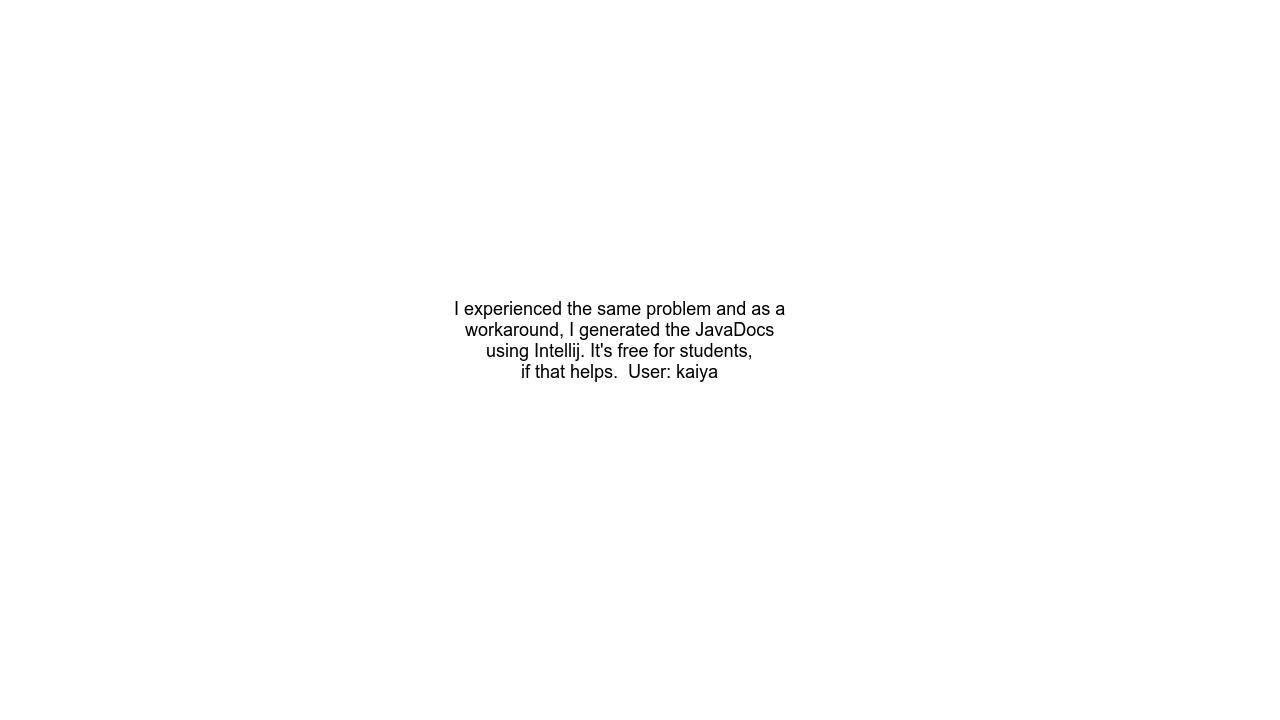 I experienced the same problem and as a
workaround, I generated the JavaDocs
using Intellij. It's free for students,
if that helps.  User: kaiya